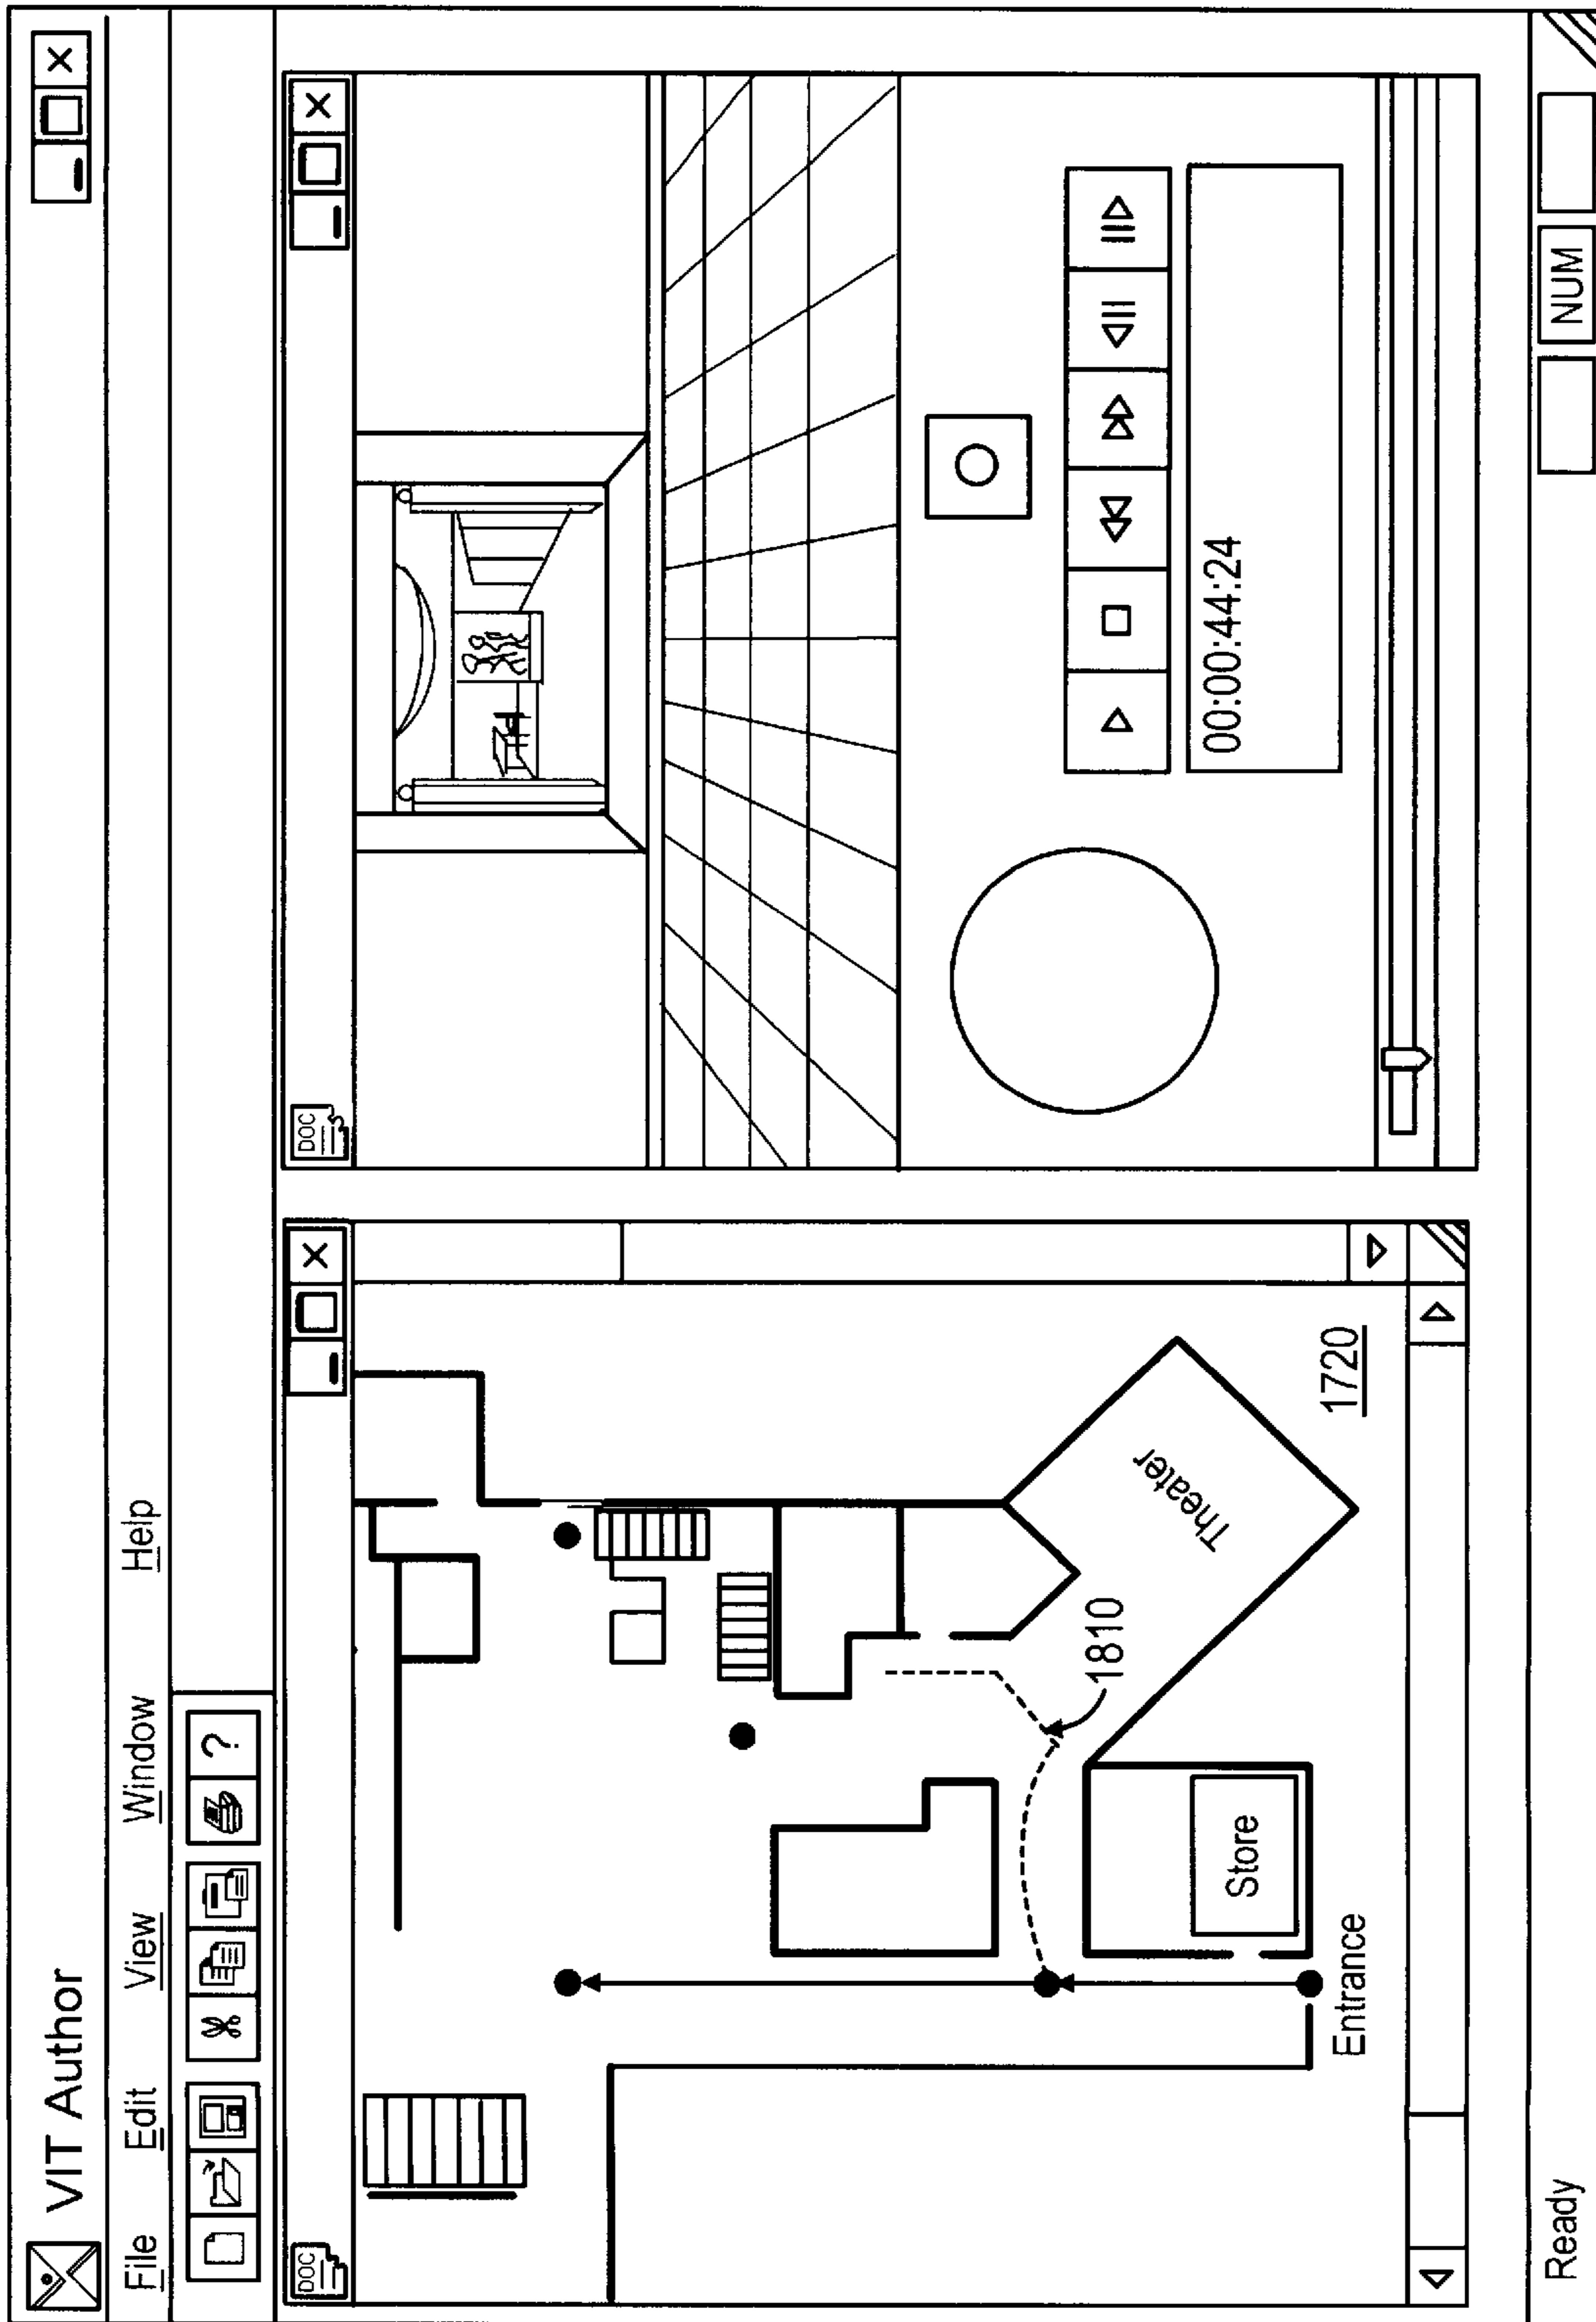 VIT Author
File Edit View Window Help
?
DOC
DOC
Theater
1810
Store
Entrance
1720
00:00:44:24
Ready
NUM